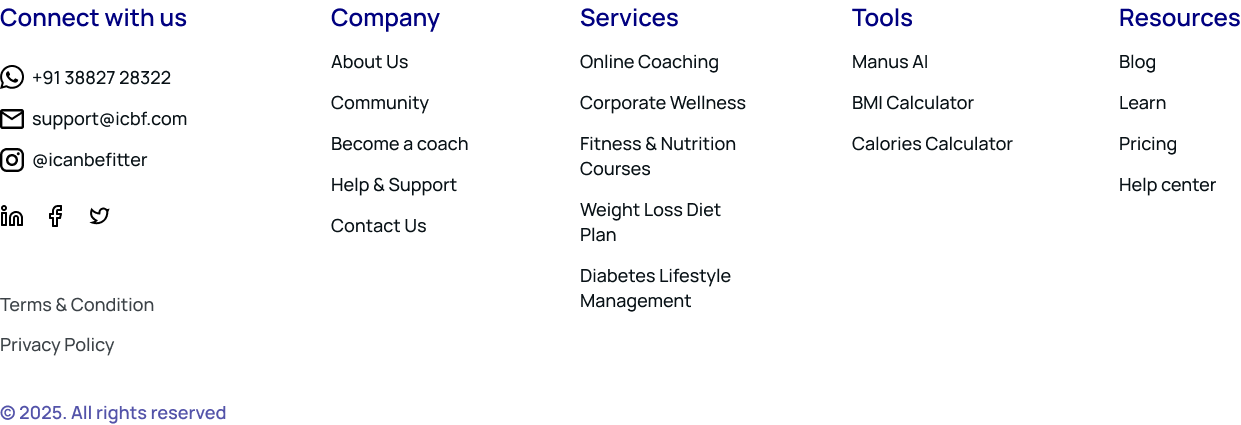 Connect with us
+91 38827 28322
support@icbf.com
@icanbefitter
Terms & Condition
Privacy Policy
© 2025. All rights reserved
Company
About Us
Community
Become a coach
Help & Support
Contact Us
Services
Online Coaching
Corporate Wellness
Fitness & Nutrition
Courses
Weight Loss Diet
Plan
Diabetes Lifestyle
Management
Tools
Manus AI
BMI Calculator
Calories Calculator
Resources
Blog
Learn
Pricing
Help center